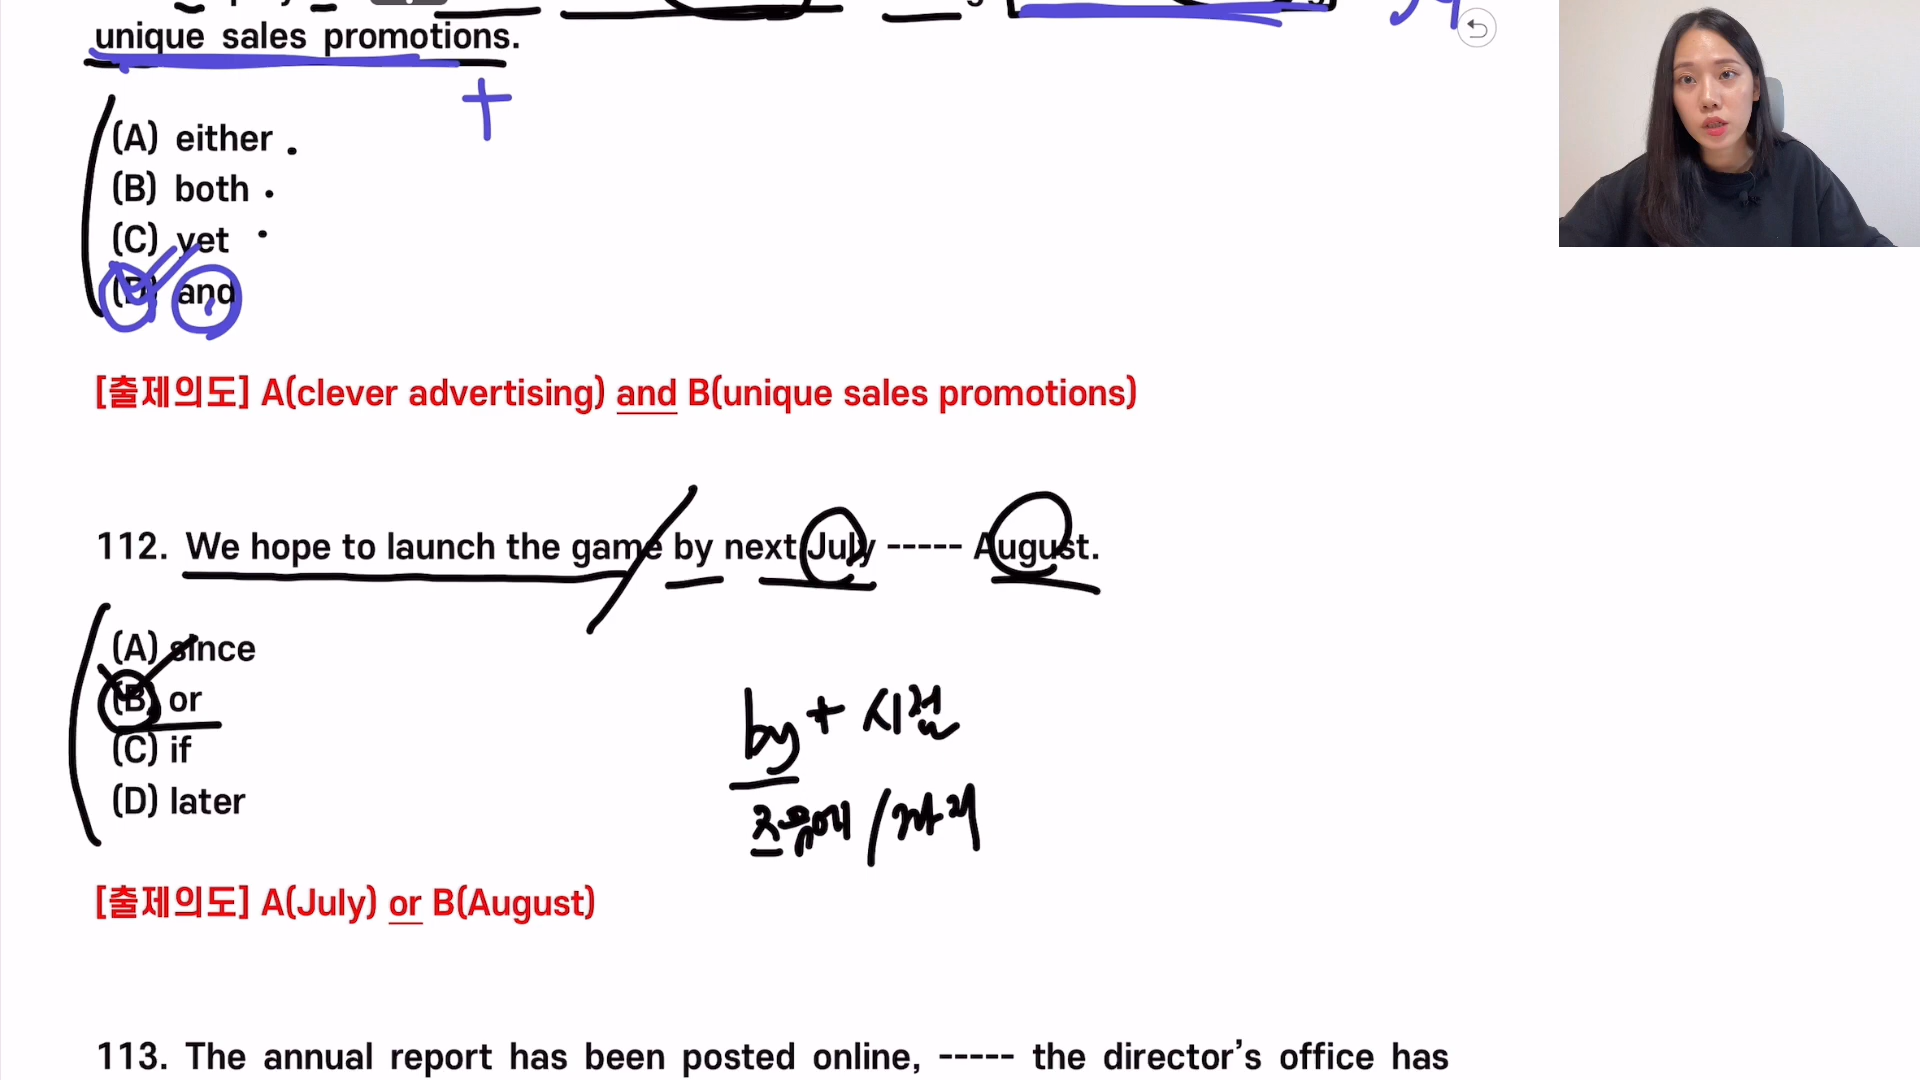 unique sales promotions.
+
(A) either
(B) both
(C) yet
(D) and
[출제의도] A(clever advertising) and B(unique sales promotions)
112. We hope to launch the game by next July ----- August.
(A) since
(B) or
(C) if
(D) later
by + 시점
즈음에 / 까지
[출제의도] A(July) or B(August)
113. The annual report has been posted online, ----- the director's office has